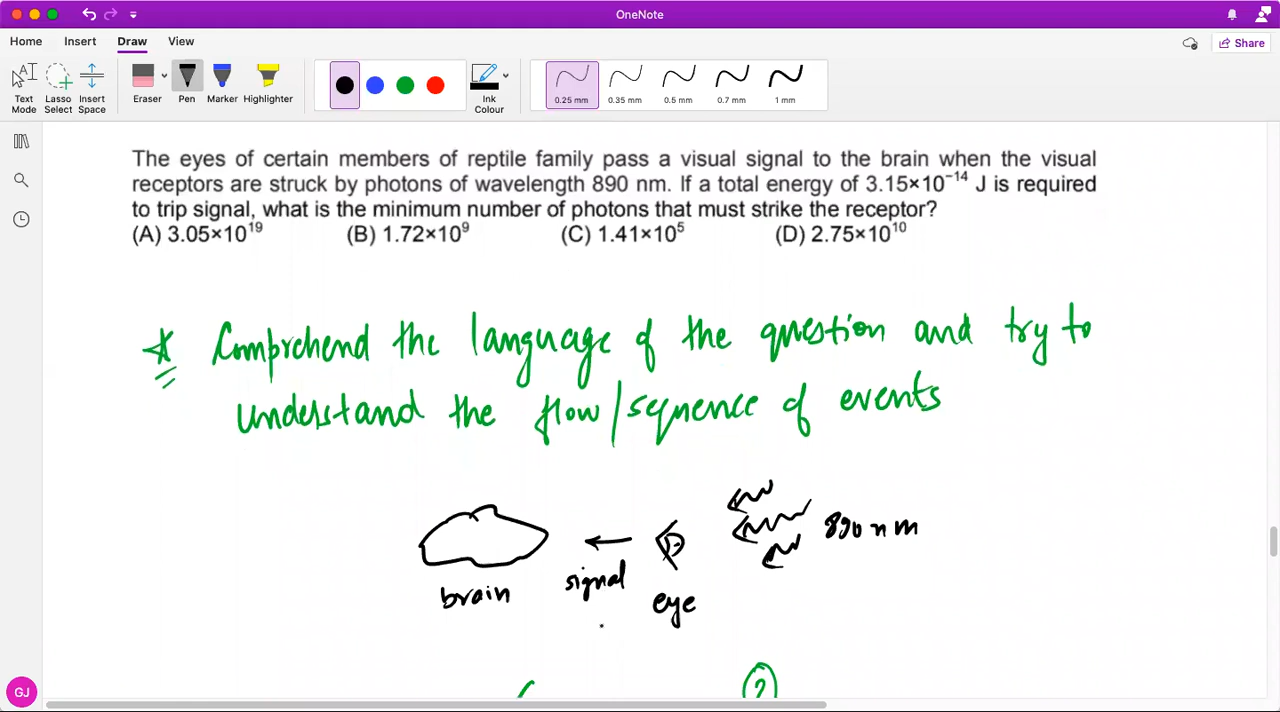 OneNote
Home Insert Draw View
Share
Text Mode
Lasso Select
Insert Space
Eraser
Pen
Marker
Highlighter
Ink Colour
0.25 mm
0.35 mm
0.5 mm
0.7 mm
1 mm
The eyes of certain members of reptile family pass a visual signal to the brain when the visual
receptors are struck by photons of wavelength 890 nm. If a total energy of 3.15×10⁻¹⁴ J is required
to trip signal, what is the minimum number of photons that must strike the receptor?
(A) 3.05×10¹⁹ (B) 1.72×10⁹ (C) 1.41×10⁵ (D) 2.75×10¹⁰
* Comprehend the language of the question and try to
understand the flow/sequence of events
890 nm
brain
signal
eye
?
GJ